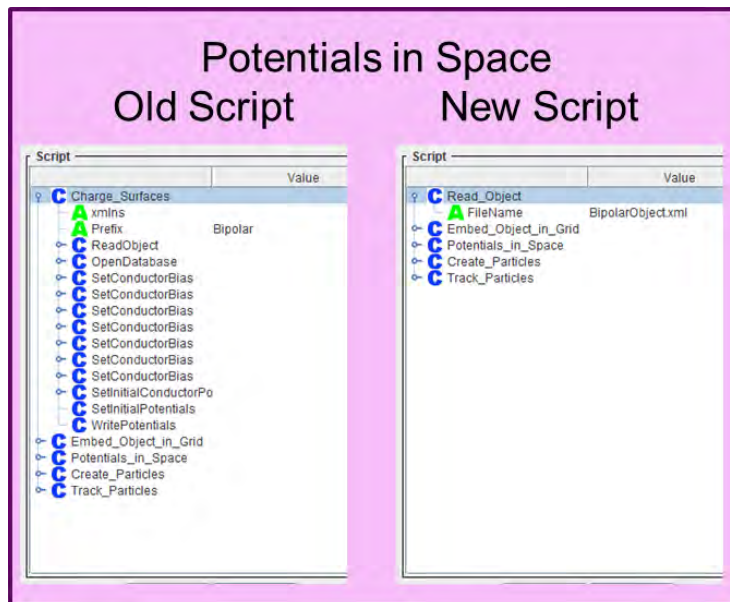 Potentials in Space
Old Script
New Script
Script
Value
C Charge_Surfaces
A xmlns
A Prefix Bipolar
C ReadObject
C OpenDatabase
C SetConductorBias
C SetConductorBias
C SetConductorBias
C SetConductorBias
C SetConductorBias
C SetConductorBias
C SetConductorBias
C SetInitialConductorPo
C SetInitialPotentials
C WritePotentials
C Embed_Object_in_Grid
C Potentials_in_Space
C Create_Particles
C Track_Particles
Script
Value
C Read_Object
A FileName BipolarObject.xml
C Embed_Object_in_Grid
C Potentials_in_Space
C Create_Particles
C Track_Particles